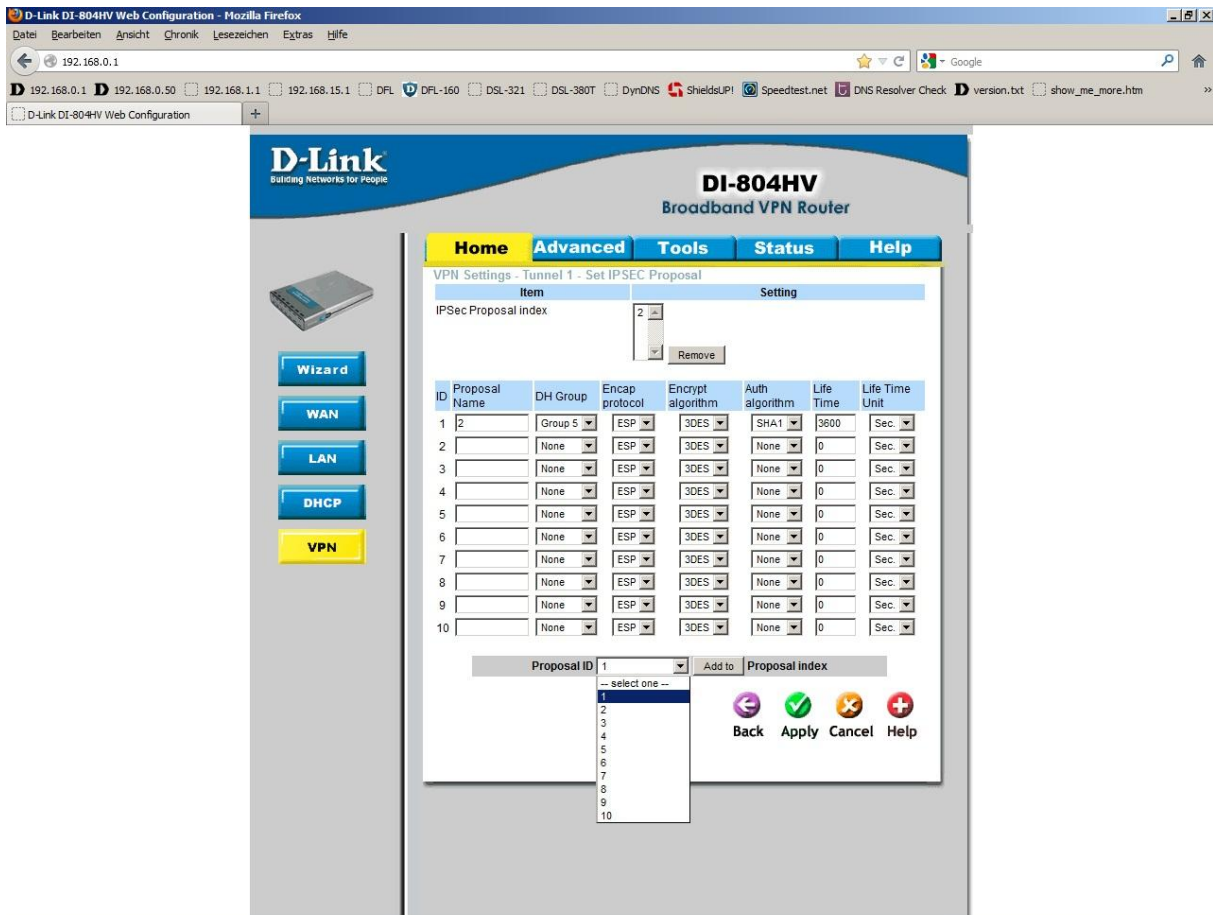 D-Link DI-804HV Web Configuration - Mozilla Firefox
Datei Bearbeiten Ansicht Chronik Lesezeichen Extras Hilfe
192.168.0.1 Google
192.168.0.1 192.168.0.50 192.168.1.1 192.168.15.1 DFL DFL-160 DSL-321 DSL-380T DynDNS ShieldsUP! Speedtest.net DNS Resolver Check version.txt show_me_more.htm »
D-Link DI-804HV Web Configuration +
D-Link
Building Networks for People
DI-804HV
Broadband VPN Router
Home Advanced Tools Status Help
Wizard
WAN
LAN
DHCP
VPN
VPN Settings - Tunnel 1 - Set IPSEC Proposal
Item Setting
IPSec Proposal index 2
Remove
ID Proposal Name DH Group Encap protocol Encrypt algorithm Auth algorithm Life Time Life Time Unit
1 2 Group 5 ESP 3DES SHA1 3600 Sec.
2 None ESP 3DES None 0 Sec.
3 None ESP 3DES None 0 Sec.
4 None ESP 3DES None 0 Sec.
5 None ESP 3DES None 0 Sec.
6 None ESP 3DES None 0 Sec.
7 None ESP 3DES None 0 Sec.
8 None ESP 3DES None 0 Sec.
9 None ESP 3DES None 0 Sec.
10 None ESP 3DES None 0 Sec.
Proposal ID 1 Add to Proposal index
-- select one --
1
2
3
4
5
6
7
8
9
10
Back Apply Cancel Help